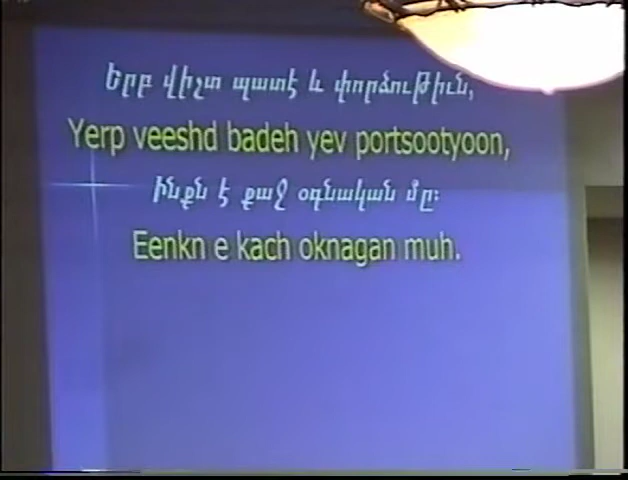 Երբ վիշտ պատէ և փորձութիւն,
Yerp veeshd badeh yev portsootyoon,
ինքն է քաջ օգնական մը։
Eenkn e kach oknagan muh.